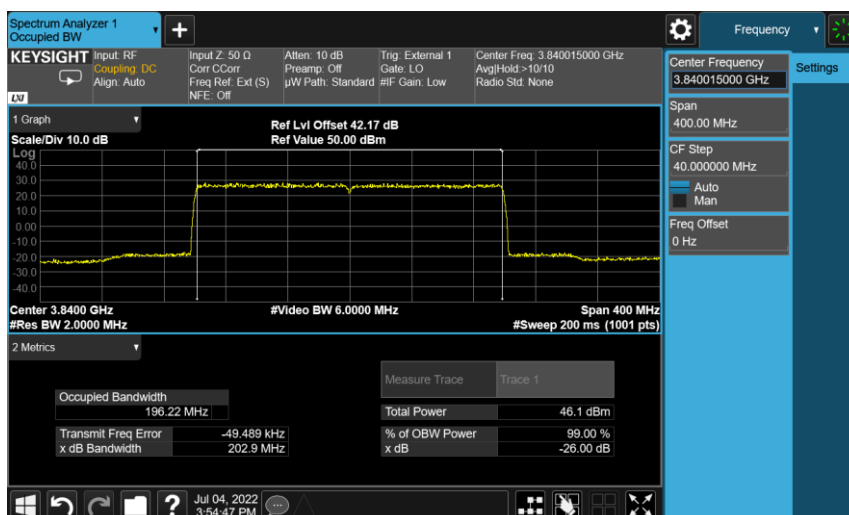 Spectrum Analyzer 1
Occupied BW
+
Frequency
KEYSIGHT
LXI
Input: RF
Coupling: DC
Align: Auto
Input Z: 50 Ω
Corr CCorr
Freq Ref: Ext (S)
NFE: Off
Atten: 10 dB
Preamp: Off
µW Path: Standard
Trig: External 1
Gate: LO
#IF Gain: Low
Center Freq: 3.840015000 GHz
Avg|Hold:>10/10
Radio Std: None
Center Frequency
3.840015000 GHz
Settings
Span
400.00 MHz
CF Step
40.000000 MHz
Auto
Man
Freq Offset
0 Hz
1 Graph
Scale/Div 10.0 dB
Ref Lvl Offset 42.17 dB
Ref Value 50.00 dBm
Log
40.0
30.0
20.0
10.0
0.00
-10.0
-20.0
-30.0
-40.0
Center 3.8400 GHz
#Video BW 6.0000 MHz
Span 400 MHz
#Res BW 2.0000 MHz
#Sweep 200 ms (1001 pts)
2 Metrics
Measure Trace
Trace 1
Occupied Bandwidth
196.22 MHz
Total Power
46.1 dBm
Transmit Freq Error
-49.489 kHz
% of OBW Power
99.00 %
x dB Bandwidth
202.9 MHz
x dB
-26.00 dB
?
Jul 04, 2022
3:54:47 PM